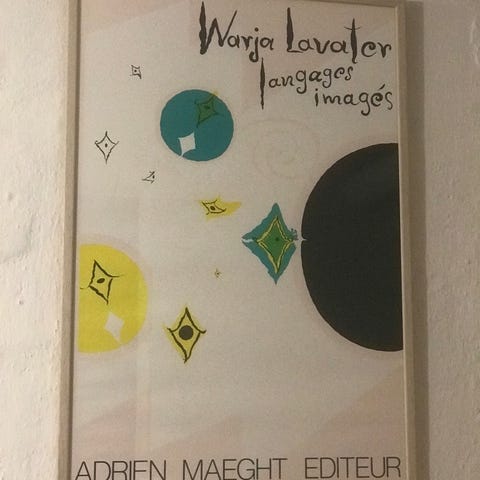 Warja Lavater
langages
imagés
ADRIEN MAEGHT EDITEUR